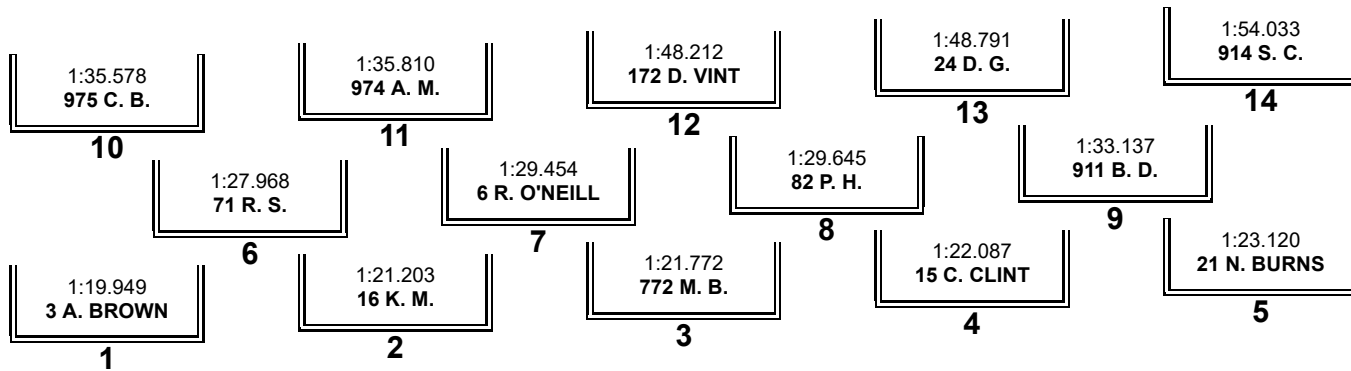 1:35.578
975 C. B.
10
1:35.810
974 A. M.
11
1:48.212
172 D. VINT
12
1:48.791
24 D. G.
13
1:54.033
914 S. C.
14
1:27.968
71 R. S.
6
1:29.454
6 R. O'NEILL
7
1:29.645
82 P. H.
8
1:33.137
911 B. D.
9
1:19.949
3 A. BROWN
1
1:21.203
16 K. M.
2
1:21.772
772 M. B.
3
1:22.087
15 C. CLINT
4
1:23.120
21 N. BURNS
5